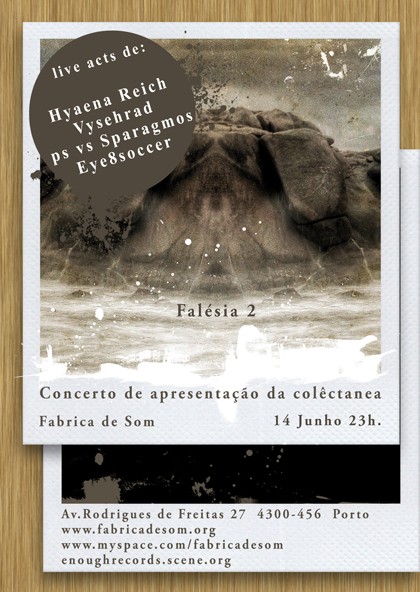 live acts de:
Hyaena Reich
Vysehrad
ps vs Sparagmos
Eye8soccer
Falésia 2
Concerto de apresentação da colêctanea
Fabrica de Som 14 Junho 23h.
Av.Rodrigues de Freitas 27 4300-456 Porto
www.fabricadesom.org
www.myspace.com/fabricadesom
enoughrecords.scene.org